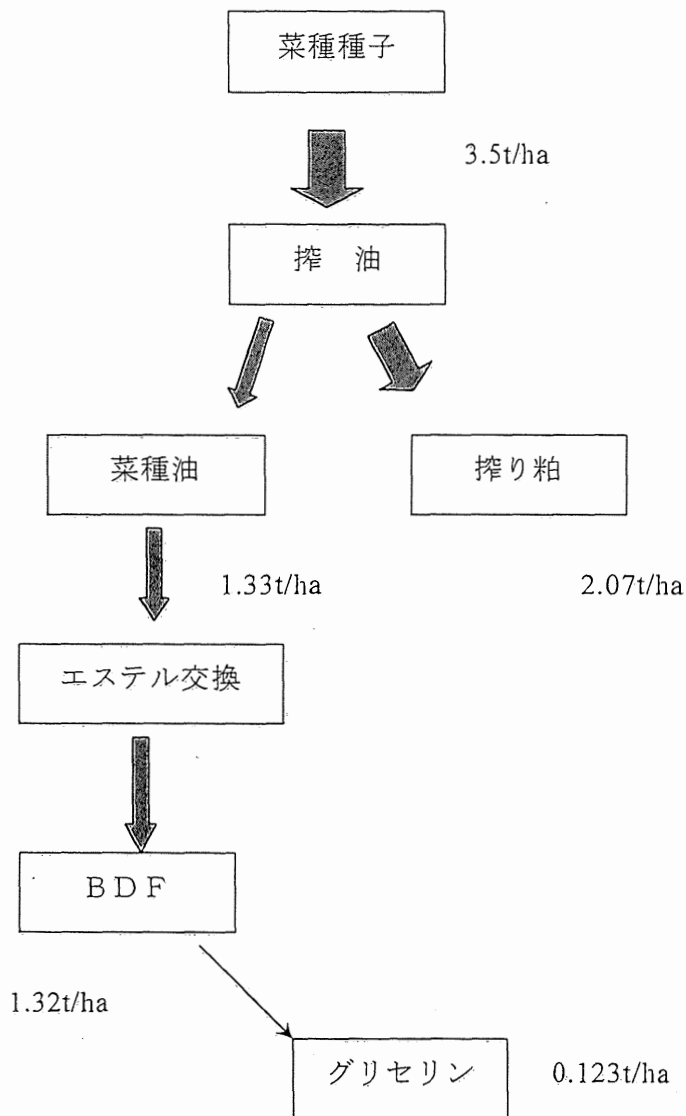 菜種種子
3.5t/ha
搾　油
菜種油
搾り粕
1.33t/ha
2.07t/ha
エステル交換
ＢＤＦ
1.32t/ha
グリセリン
0.123t/ha